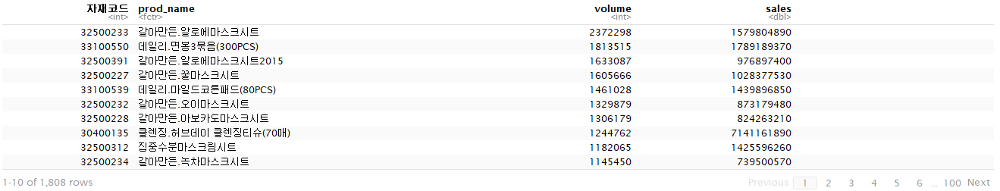 자재코드 prod_name volume sales
<int> <fctr> <int> <dbl>
32500233 갈아만든.알로에마스크시트 2372298 1579804890
33100550 데일리.면봉3묶음(300PCS) 1813515 1789189370
32500391 갈아만든.알로에마스크시트2015 1633087 976897400
32500227 갈아만든.꿀마스크시트 1605666 1028377530
33100539 데일리.마일드코튼패드(80PCS) 1461028 1439896850
32500232 갈아만든.오이마스크시트 1329879 873179480
32500228 갈아만든.아보카도마스크시트 1306179 824263210
30400135 클렌징.허브데이 클렌징티슈(70매) 1244762 7141161890
32500312 집중수분마스크림시트 1182065 1425596260
32500234 갈아만든.녹차마스크시트 1145450 739500570
1-10 of 1,808 rows Previous 1 2 3 4 5 6 ... 100 Next